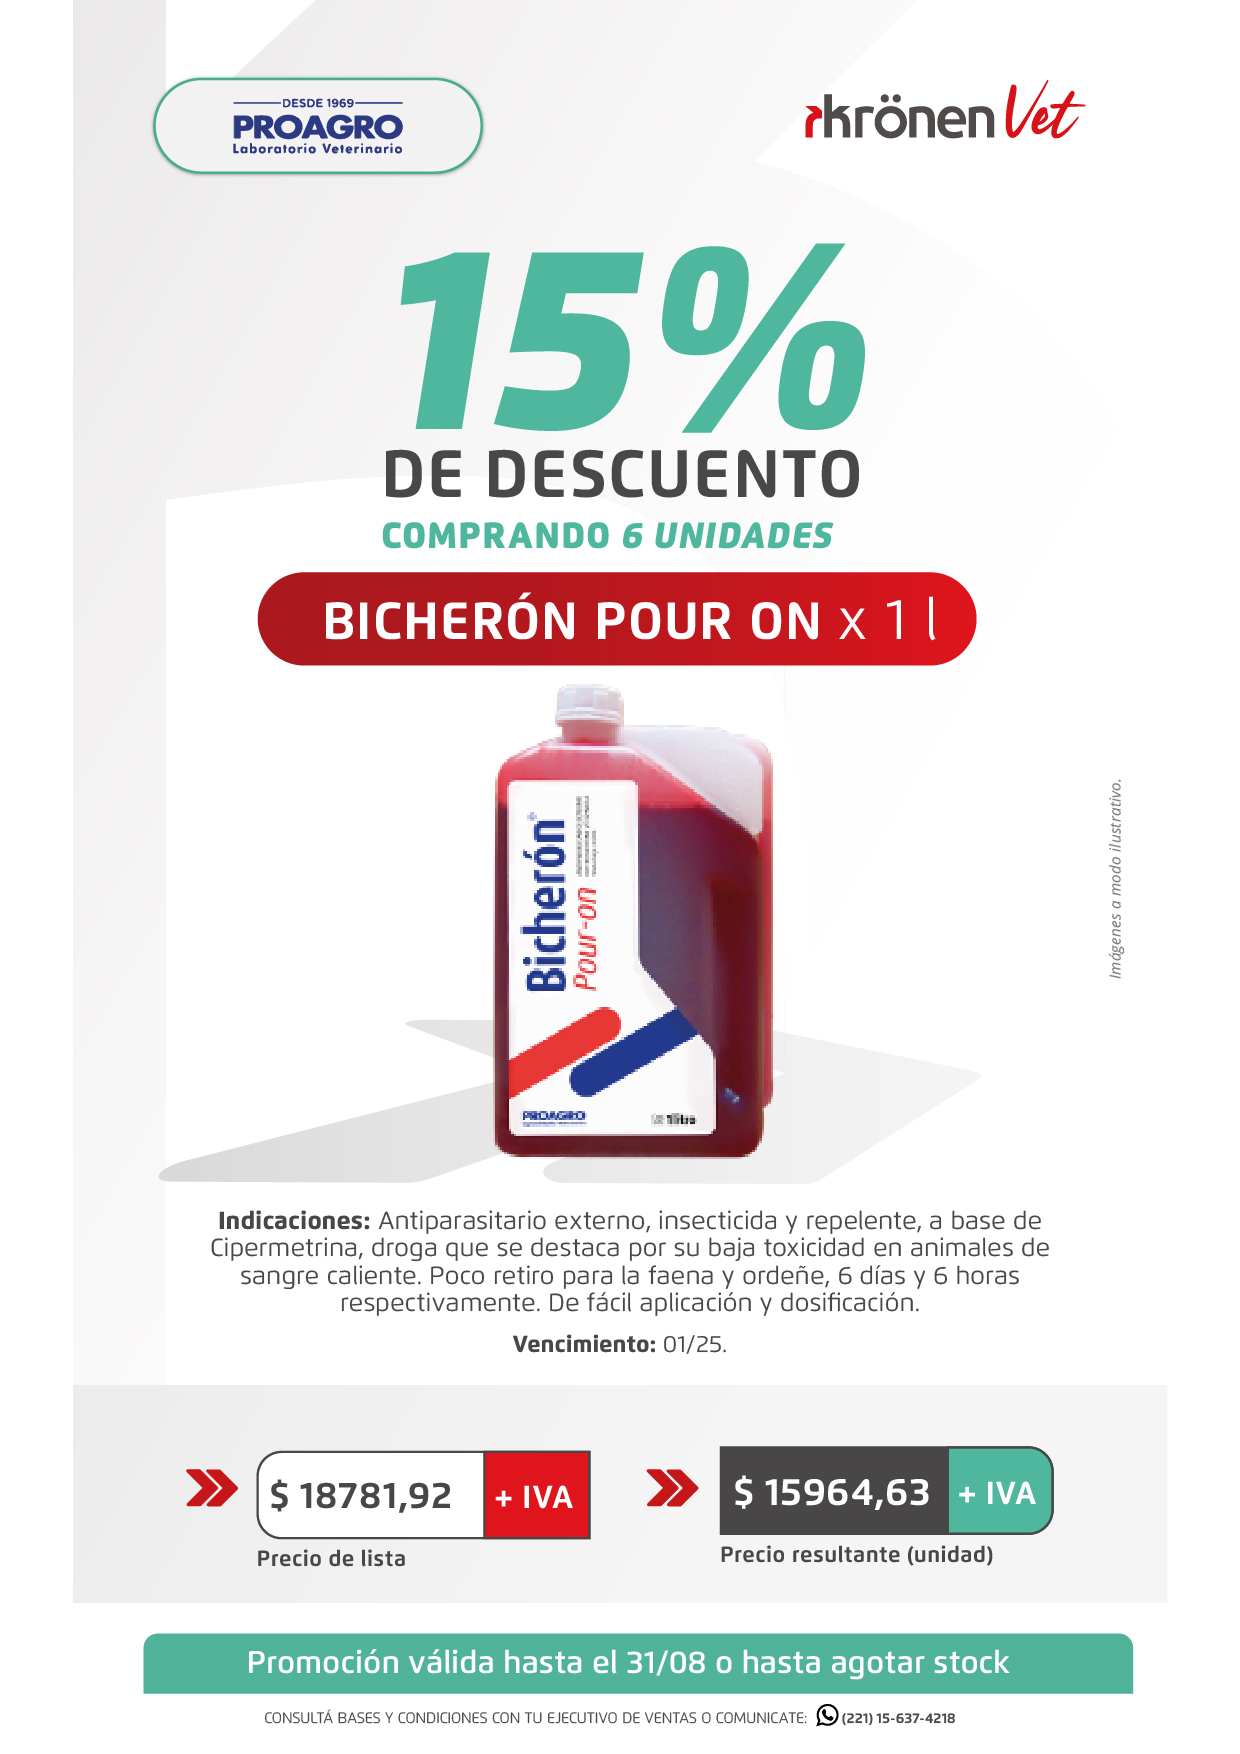 DESDE 1969
PROAGRO
Laboratorio Veterinario
krönen Vet
15%
DE DESCUENTO
COMPRANDO 6 UNIDADES
BICHERÓN POUR ON x 1 l
Bicherón®
Pour-on
PROAGRO
1 litro
Imágenes a modo ilustrativo.
Indicaciones: Antiparasitario externo, insecticida y repelente, a base de
Cipermetrina, droga que se destaca por su baja toxicidad en animales de
sangre caliente. Poco retiro para la faena y ordeñe, 6 días y 6 horas
respectivamente. De fácil aplicación y dosificación.
Vencimiento: 01/25.
$ 18781,92 + IVA
Precio de lista
$ 15964,63 + IVA
Precio resultante (unidad)
Promoción válida hasta el 31/08 o hasta agotar stock
CONSULTÁ BASES Y CONDICIONES CON TU EJECUTIVO DE VENTAS O COMUNICATE: (221) 15-637-4218